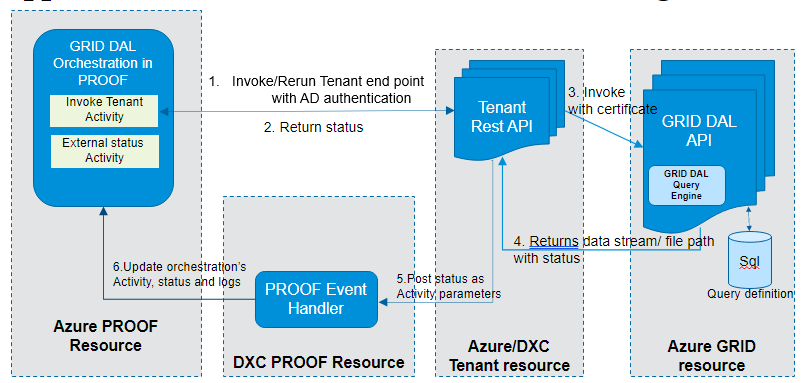 GRID DAL
Orchestration in
PROOF
Invoke Tenant
Activity
External status
Activity
1. Invoke/Rerun Tenant end point
with AD authentication
2. Return status
Tenant
Rest API
3. Invoke
with certificate
GRID DAL
API
GRID DAL
Query
Engine
4. Returns data stream/ file path
with status
Sql
Query definition
6.Update orchestration's
Activity, status and logs
PROOF Event
Handler
5.Post status as
Activity parameters
Azure PROOF
Resource
DXC PROOF Resource
Azure/DXC
Tenant resource
Azure GRID
resource